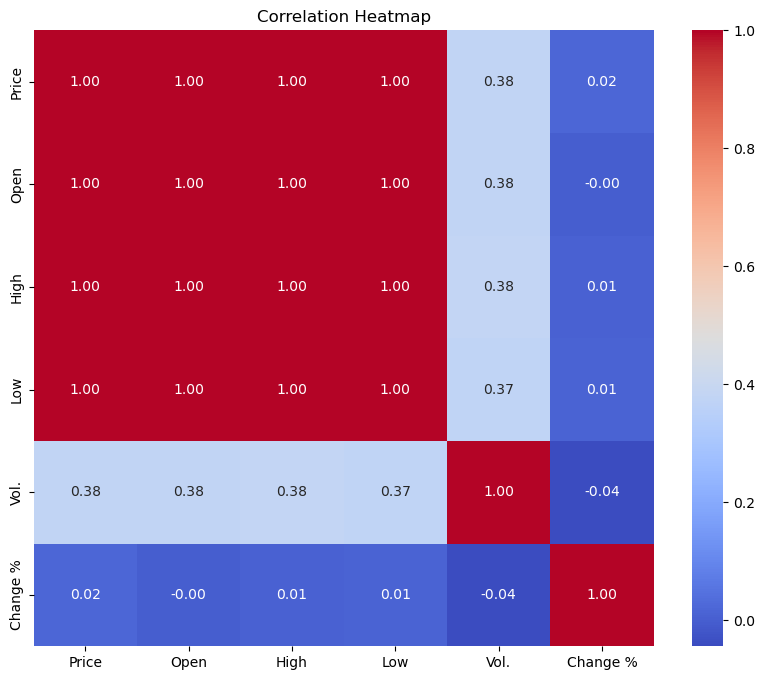 Correlation Heatmap
Price 1.00 1.00 1.00 1.00 0.38 0.02
Open 1.00 1.00 1.00 1.00 0.38 -0.00
High 1.00 1.00 1.00 1.00 0.38 0.01
Low 1.00 1.00 1.00 1.00 0.37 0.01
Vol. 0.38 0.38 0.38 0.37 1.00 -0.04
Change % 0.02 -0.00 0.01 0.01 -0.04 1.00
Price Open High Low Vol. Change %
1.0
0.8
0.6
0.4
0.2
0.0